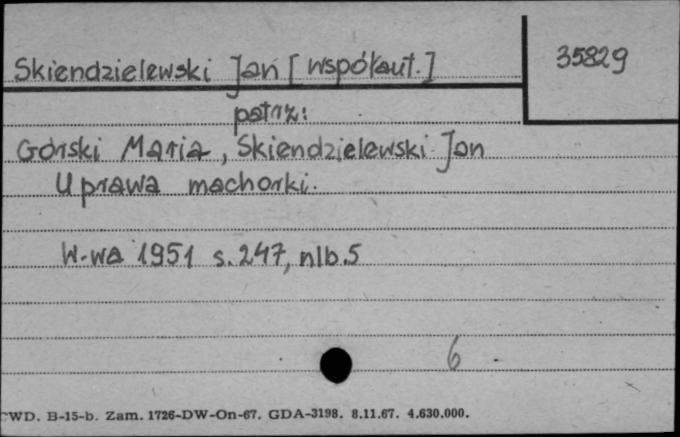 Skiendzielewski Jan [współaut.]
35829
patrz:
Górski Maria, Skiendzielewski Jan
Uprawa machorki.
W-wa 1951 s. 247, nlb. 5
6
CWD. B-15-b. Zam. 1726-DW-On-67. GDA-3198. 8.11.67. 4.630.000.